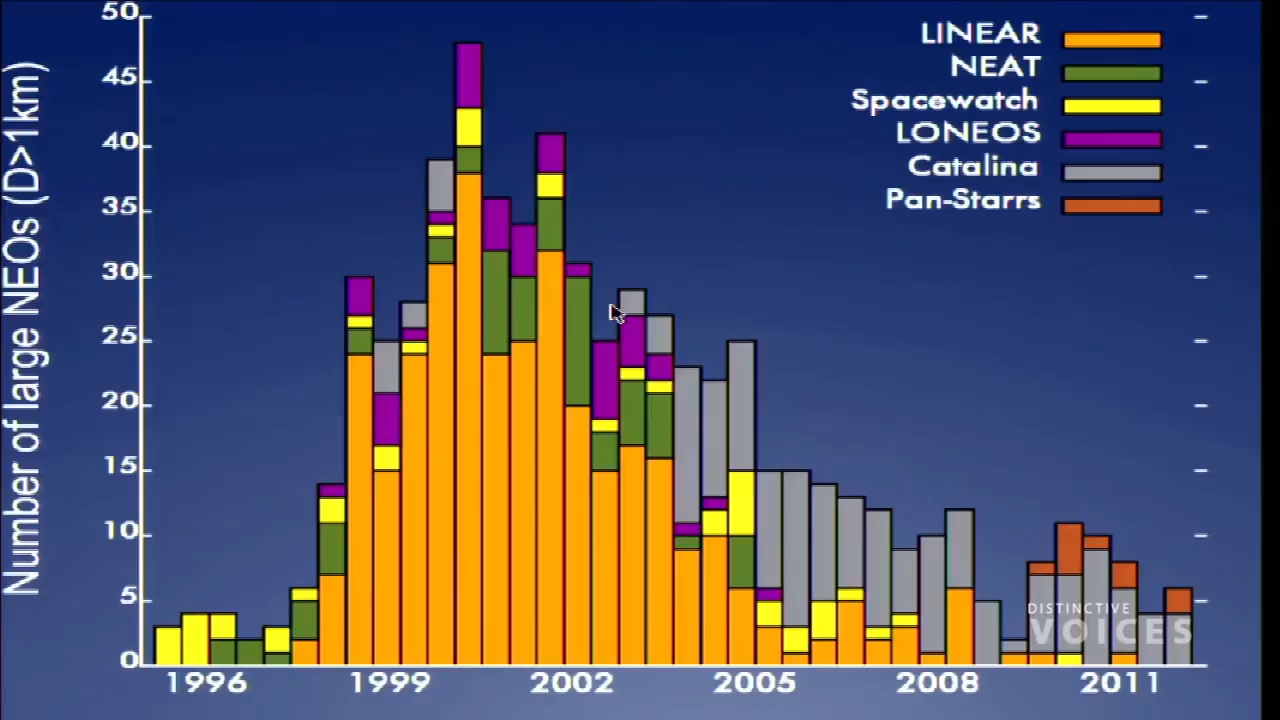 Number of large NEOs (D>1km)
50
45
40
35
30
25
20
15
10
5
0
1996 1999 2002 2005 2008 2011
LINEAR
NEAT
Spacewatch
LONEOS
Catalina
Pan-Starrs
DISTINCTIVE
VOICES